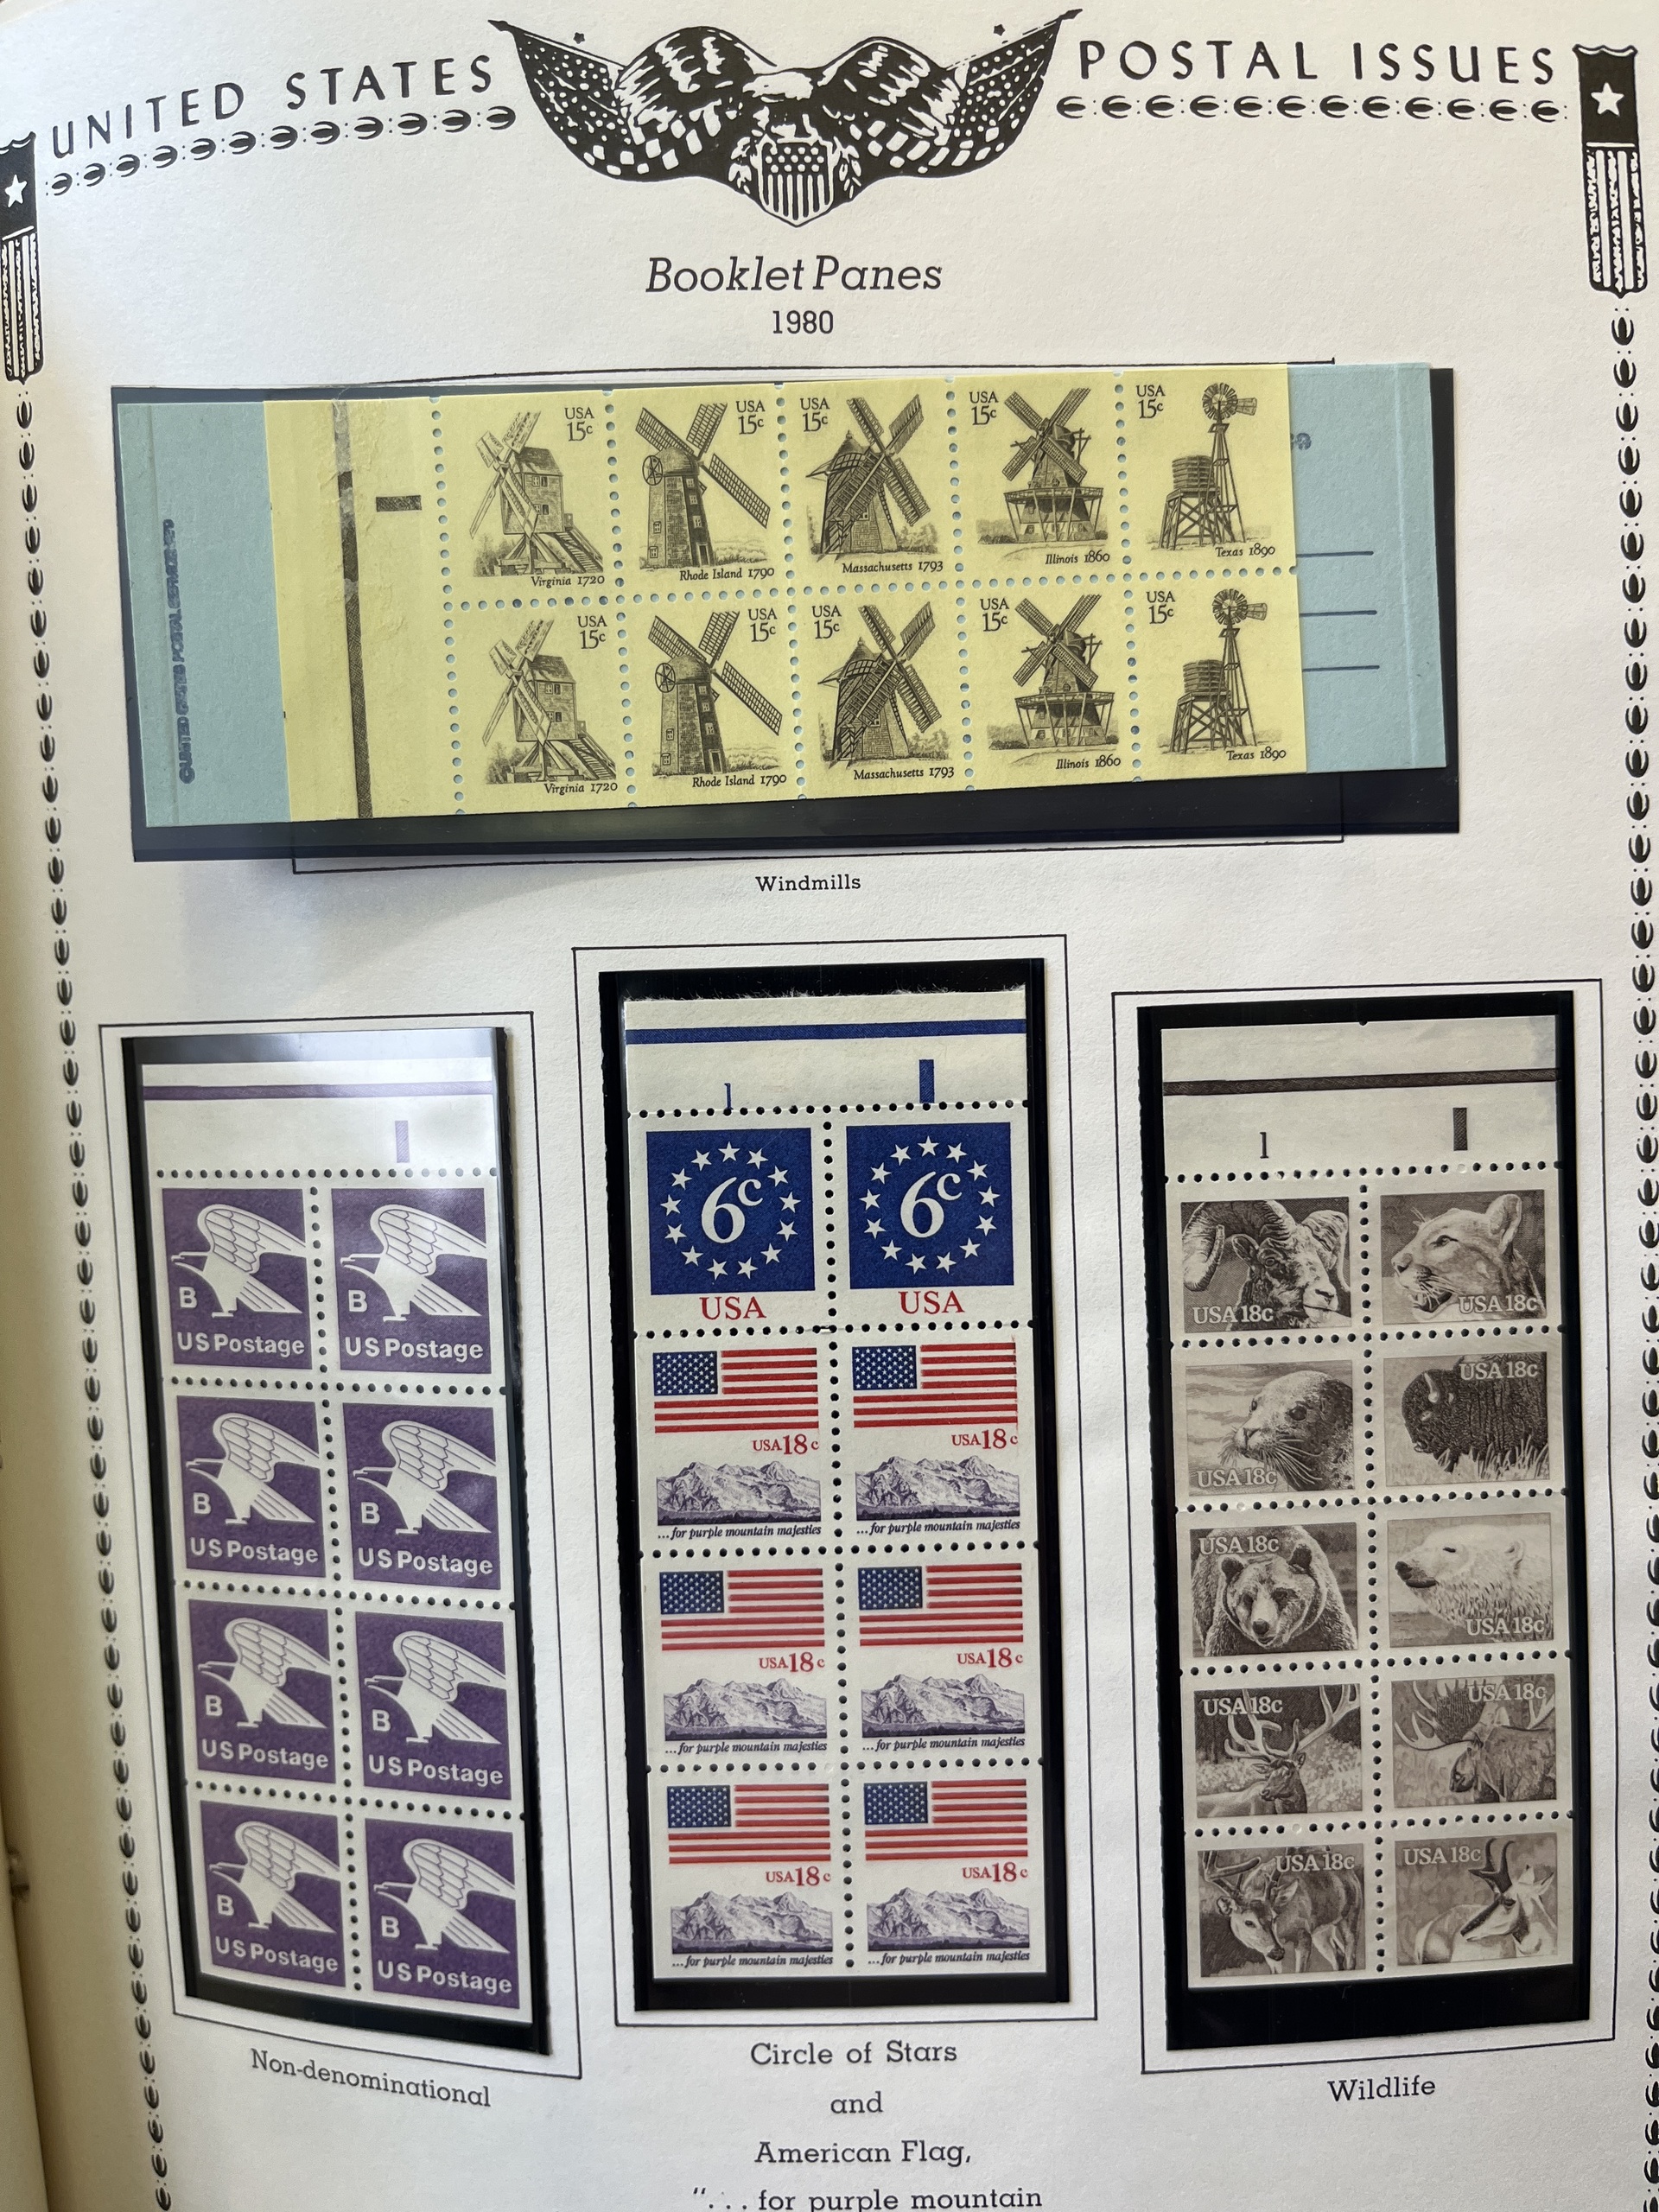 UNITED STATES POSTAL ISSUES
Booklet Panes
1980
USA 15c USA 15c USA 15c USA 15c USA 15c
Virginia 1720 Rhode Island 1790 Massachusetts 1793 Illinois 1860 Texas 1890
USA 15c USA 15c USA 15c USA 15c USA 15c
Virginia 1720 Rhode Island 1790 Massachusetts 1793 Illinois 1860 Texas 1890
Windmills
B B
US Postage US Postage
B B
US Postage US Postage
B B
US Postage US Postage
B B
US Postage US Postage
Non-denominational
1
6c 6c
USA USA
USA 18c USA 18c
...for purple mountain majesties ...for purple mountain majesties
USA 18c USA 18c
...for purple mountain majesties ...for purple mountain majesties
USA 18c USA 18c
...for purple mountain majesties ...for purple mountain majesties
Circle of Stars
and
American Flag,
"... for purple mountain
1
USA 18c USA 18c
USA 18c USA 18c
USA 18c USA 18c
USA 18c USA 18c
USA 18c USA 18c
Wildlife